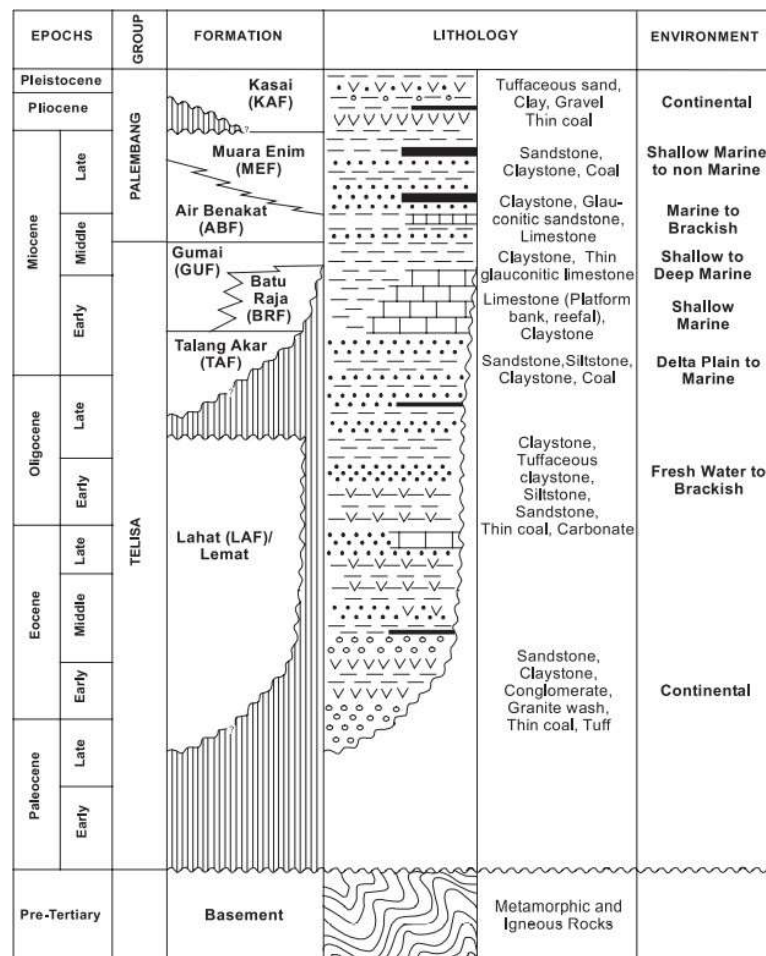 EPOCHS
GROUP
FORMATION
LITHOLOGY
ENVIRONMENT
Pleistocene
Pliocene
Miocene
Late
Middle
Early
Oligocene
Late
Early
Eocene
Late
Middle
Early
Paleocene
Late
Early
Pre-Tertiary
PALEMBANG
TELISA
Kasai
(KAF)
?
Muara Enim
(MEF)
Air Benakat
(ABF)
Gumai
(GUF)
Batu
Raja
(BRF)
Talang Akar
(TAF)
?
Lahat (LAF)/
Lemat
?
Basement
Tuffaceous sand,
Clay, Gravel
Thin coal
Sandstone,
Claystone, Coal
Claystone, Glau-
conitic sandstone,
Limestone
Claystone, Thin
glauconitic limestone
Limestone (Platform
bank, reefal),
Claystone
Sandstone,Siltstone,
Claystone, Coal
Claystone,
Tuffaceous
claystone,
Siltstone,
Sandstone,
Thin coal, Carbonate
Sandstone,
Claystone,
Conglomerate,
Granite wash,
Thin coal, Tuff
Metamorphic and
Igneous Rocks
Continental
Shallow Marine
to non Marine
Marine to
Brackish
Shallow to
Deep Marine
Shallow
Marine
Delta Plain to
Marine
Fresh Water to
Brackish
Continental